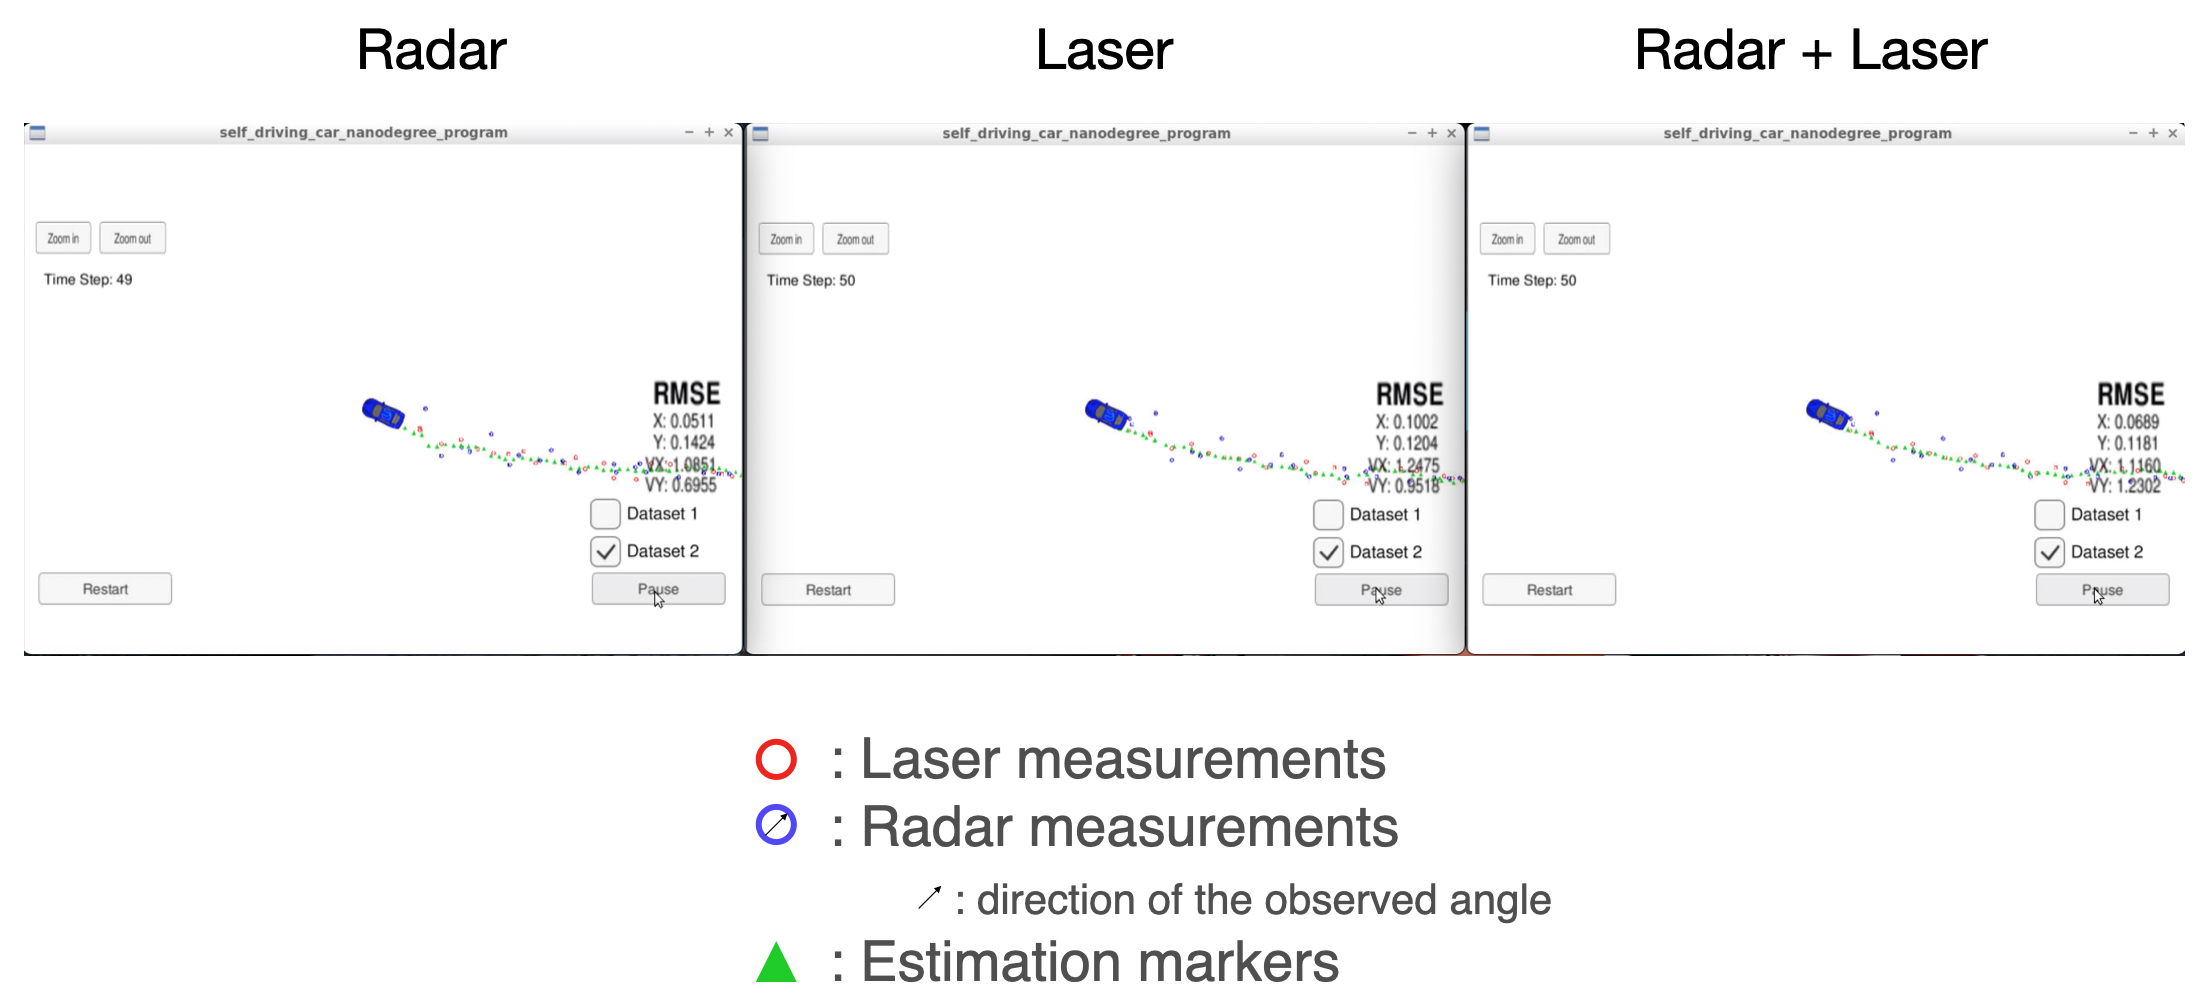 Radar
Laser
Radar + Laser
self_driving_car_nanodegree_program
Zoom in
Zoom out
Time Step: 49
RMSE
X: 0.0511
Y: 0.1424
VX: 1.0851
VY: 0.6955
Dataset 1
Dataset 2
Restart
Pause
self_driving_car_nanodegree_program
Zoom in
Zoom out
Time Step: 50
RMSE
X: 0.1002
Y: 0.1204
VX: 1.2475
VY: 0.9518
Dataset 1
Dataset 2
Restart
Pause
self_driving_car_nanodegree_program
Zoom in
Zoom out
Time Step: 50
RMSE
X: 0.0689
Y: 0.1181
VX: 1.1160
VY: 1.2302
Dataset 1
Dataset 2
Restart
Pause
: Laser measurements
: Radar measurements
: direction of the observed angle
: Estimation markers